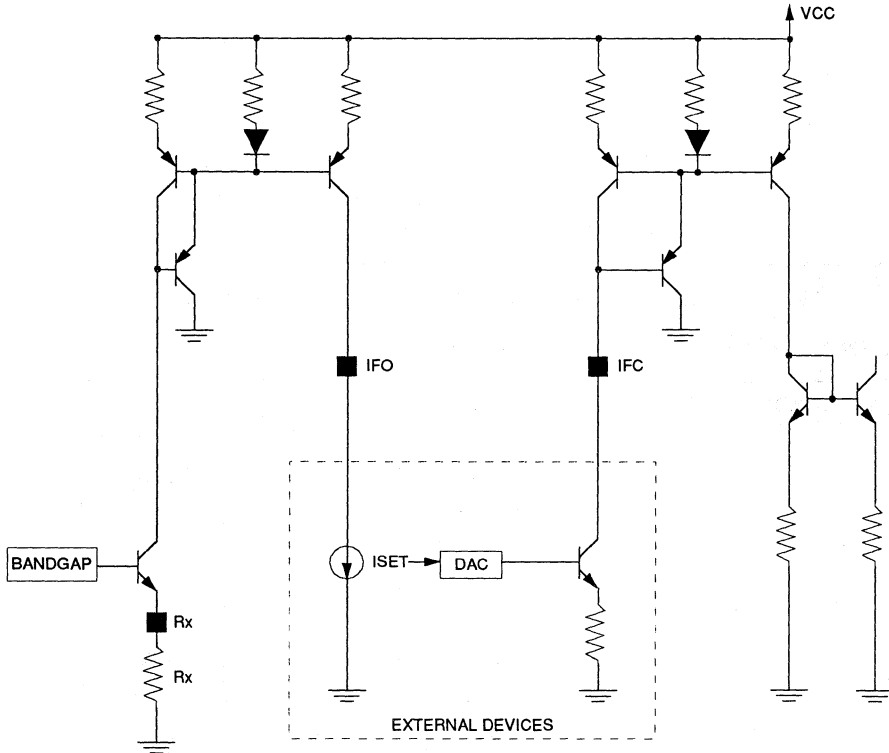 VCC
IFO
IFC
BANDGAP
ISET
DAC
Rx
Rx
EXTERNAL DEVICES